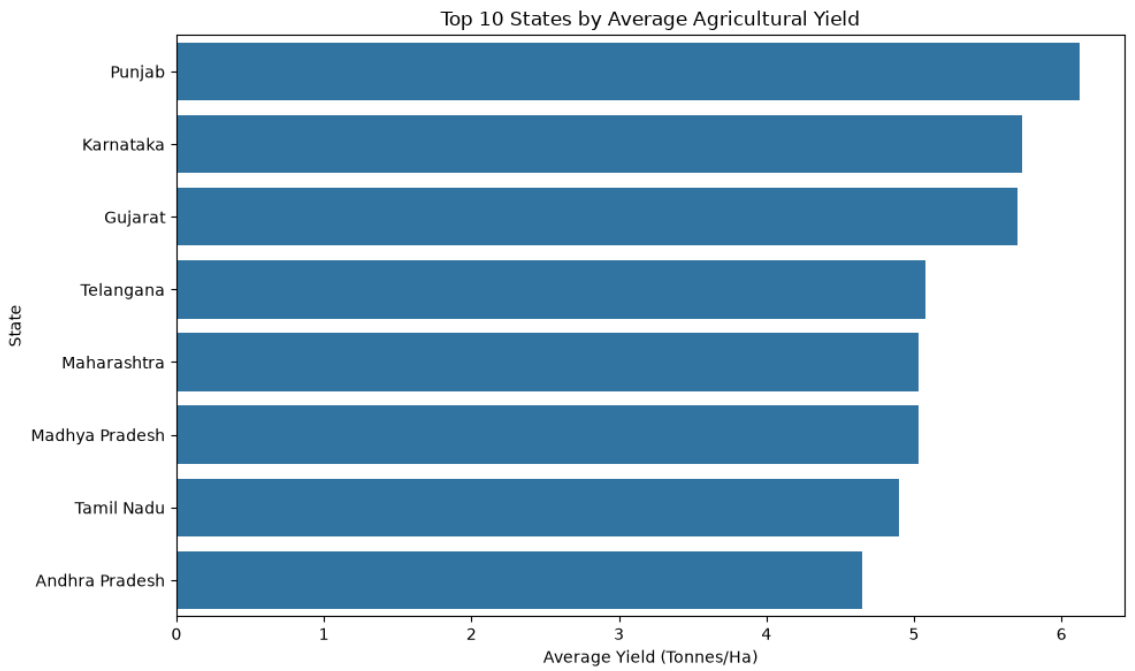 Top 10 States by Average Agricultural Yield
Punjab
Karnataka
Gujarat
Telangana
Maharashtra
Madhya Pradesh
Tamil Nadu
Andhra Pradesh
State
0 1 2 3 4 5 6
Average Yield (Tonnes/Ha)